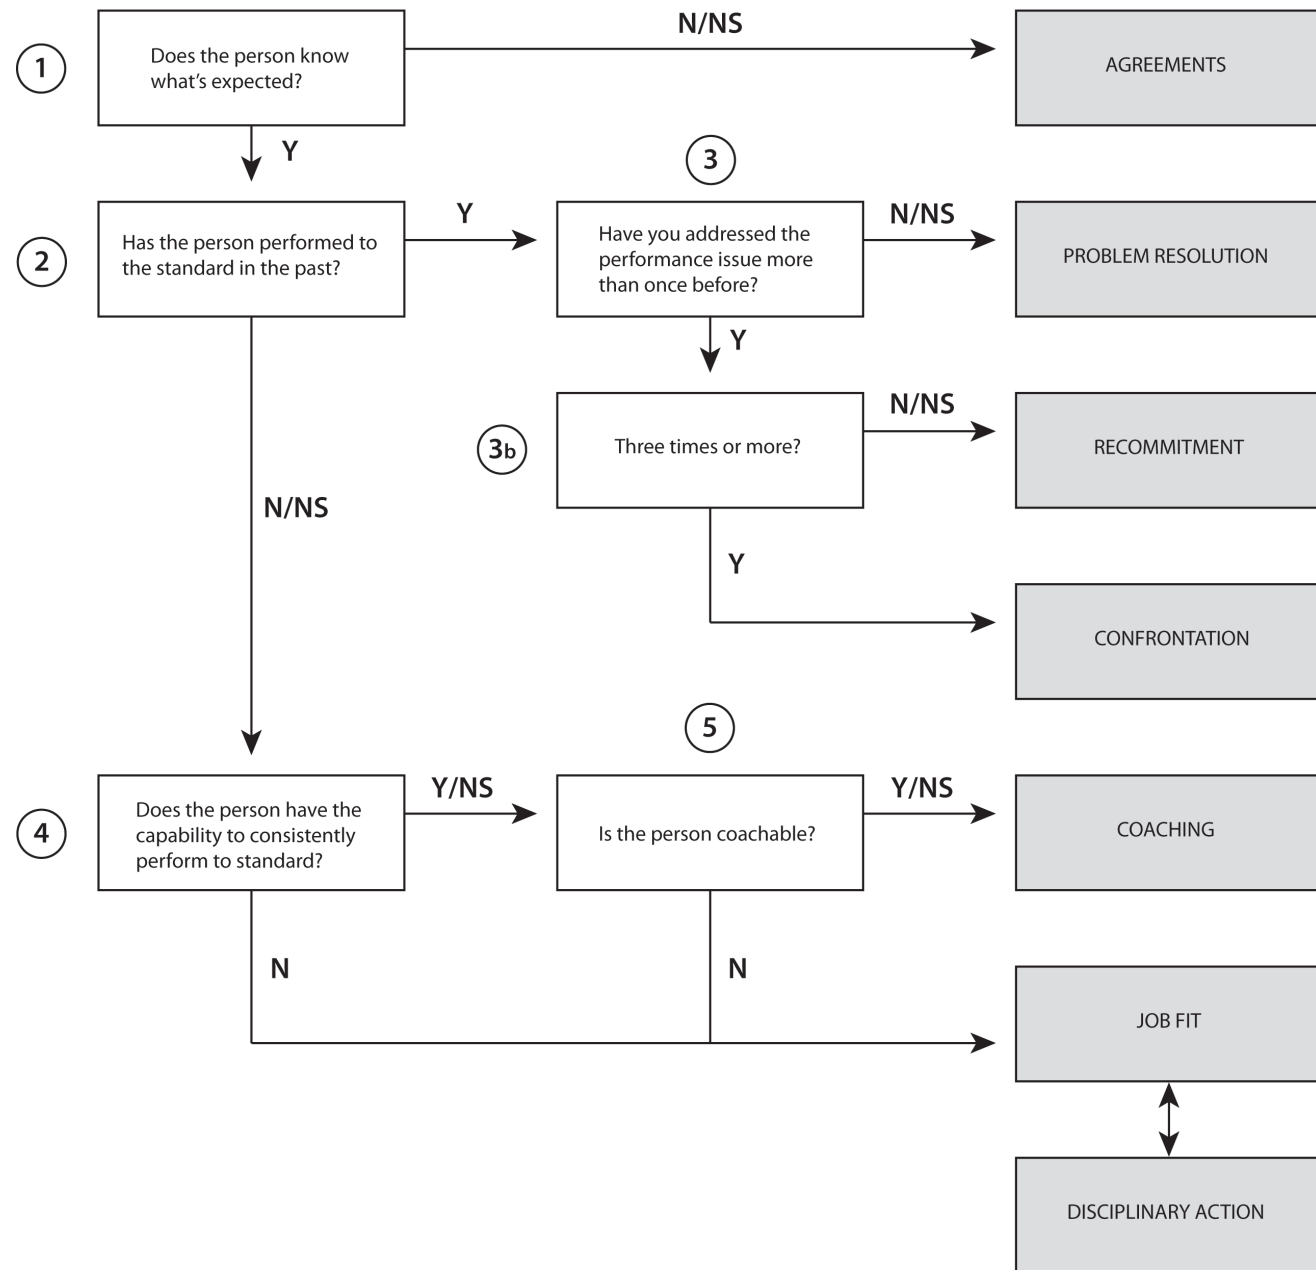 N/NS
1
Does the person know
what's expected?
AGREEMENTS
Y
3
2
Has the person performed to
the standard in the past?
Y
Have you addressed the
performance issue more
than once before?
N/NS
PROBLEM RESOLUTION
Y
3b
Three times or more?
N/NS
RECOMMITMENT
N/NS
Y
CONFRONTATION
5
4
Does the person have the
capability to consistently
perform to standard?
Y/NS
Is the person coachable?
Y/NS
COACHING
N
N
JOB FIT
DISCIPLINARY ACTION